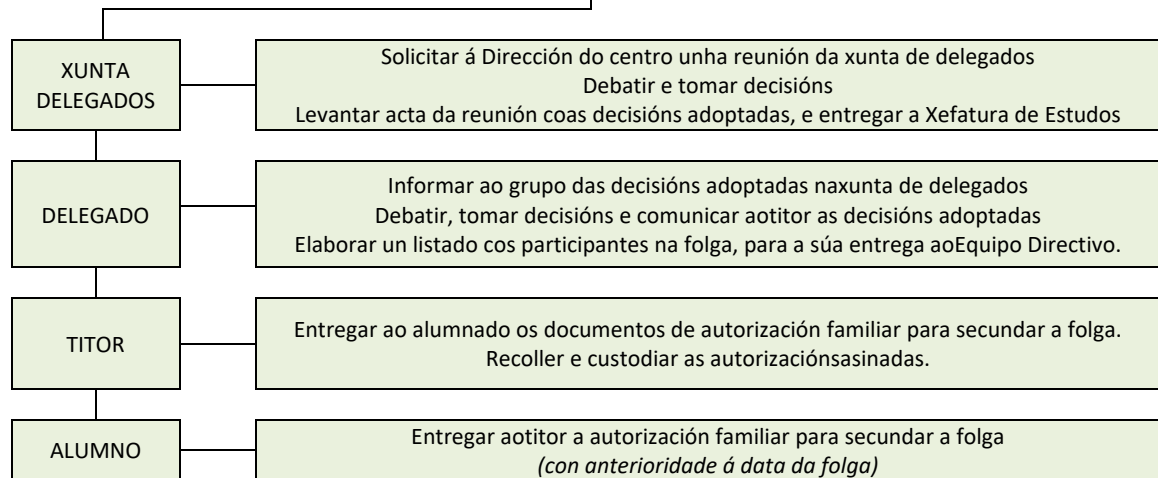 XUNTA
DELEGADOS
Solicitar á Dirección do centro unha reunión da xunta de delegados
Debatir e tomar decisións
Levantar acta da reunión coas decisións adoptadas, e entregar a Xefatura de Estudos
DELEGADO
Informar ao grupo das decisións adoptadas naxunta de delegados
Debatir, tomar decisións e comunicar aotitor as decisións adoptadas
Elaborar un listado cos participantes na folga, para a súa entrega aoEquipo Directivo.
TITOR
Entregar ao alumnado os documentos de autorización familiar para secundar a folga.
Recoller e custodiar as autorizaciónsasinadas.
ALUMNO
Entregar aotitor a autorización familiar para secundar a folga
(con anterioridade á data da folga)